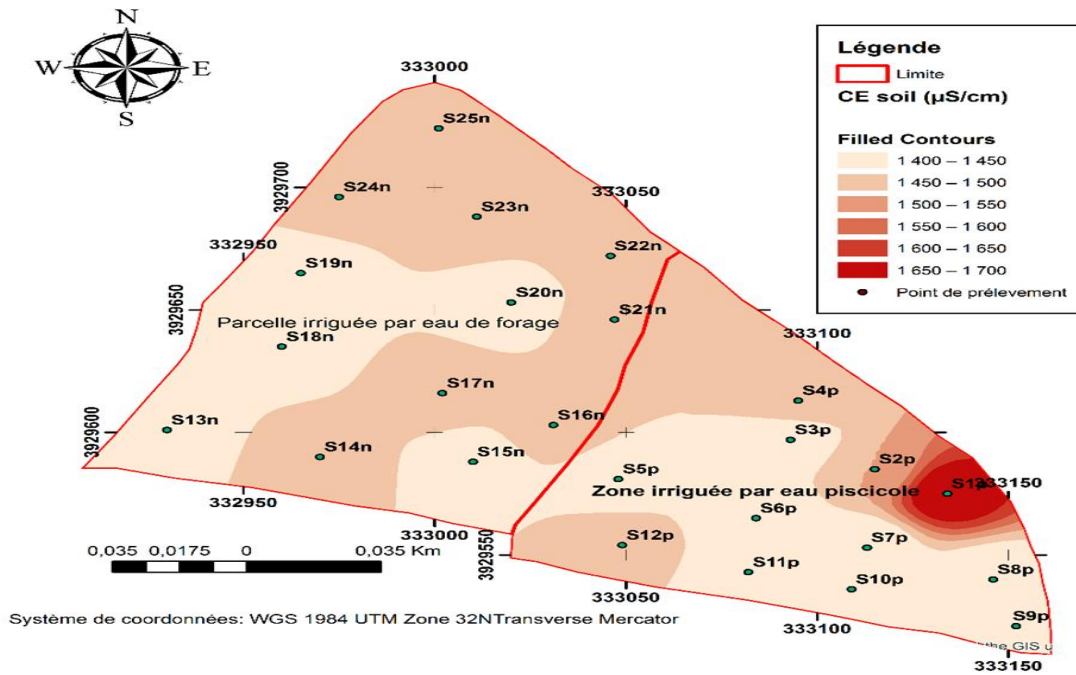 N
W E
S
333000
S25n
3929700
S24n
S23n
333050
332950
S22n
S19n
S20n
3929650
S21n
Parcelle irriguée par eau de forage
S18n
333100
S17n
S4p
S16n
S3p
S13n
3929600
S14n
S15n
S2p
S5p
Zone irriguée par eau piscicole
S1p
333150
332950
S6p
333000
S12p
S7p
3929550
0,035 0,0175 0 0,035 Km
S11p
S8p
S10p
333050
Système de coordonnées: WGS 1984 UTM Zone 32NTransverse Mercator
S9p
333100
the GIS u
333150
Légende
Limite
CE soil (µS/cm)
Filled Contours
1 400 – 1 450
1 450 – 1 500
1 500 – 1 550
1 550 – 1 600
1 600 – 1 650
1 650 – 1 700
Point de prélevement